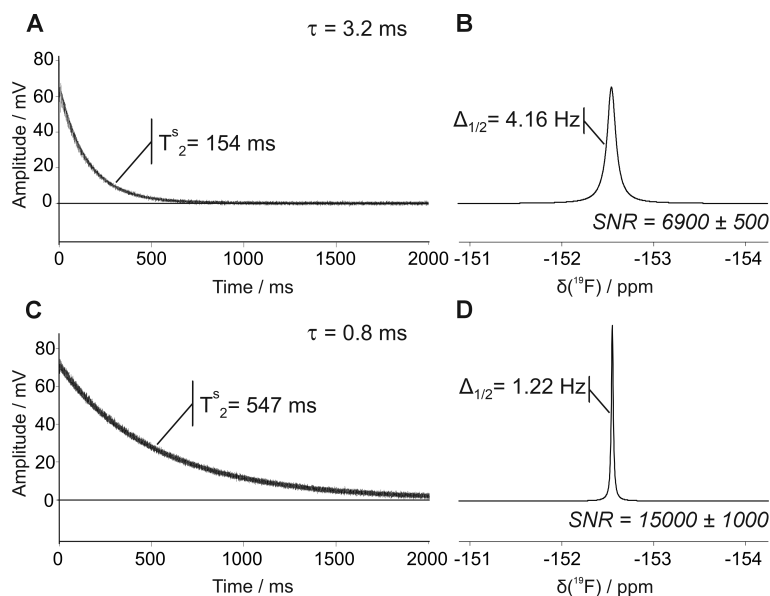 A
τ = 3.2 ms
Amplitude / mV
80
60
40
20
0
T^s_2 = 154 ms
0 500 1000 1500 2000
Time / ms
B
Δ1/2 = 4.16 Hz
SNR = 6900 ± 500
-151 -152 -153 -154
δ(¹⁹F) / ppm
C
τ = 0.8 ms
Amplitude / mV
80
60
40
20
0
T^s_2 = 547 ms
0 500 1000 1500 2000
Time / ms
D
Δ1/2 = 1.22 Hz
SNR = 15000 ± 1000
-151 -152 -153 -154
δ(¹⁹F) / ppm